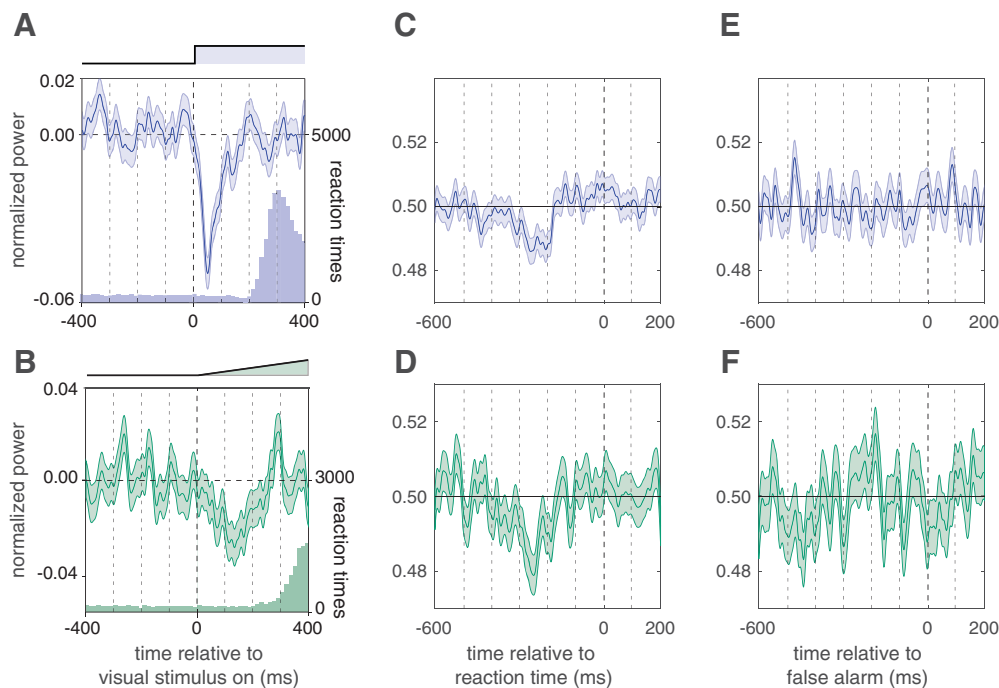 A
C
E
0.02
0.00
-0.06
normalized power
5000
0
reaction times
-400
0
400
0.52
0.50
0.48
-600
0
200
0.52
0.50
0.48
-600
0
200
B
D
F
0.04
0.00
-0.04
normalized power
3000
0
reaction times
-400
0
400
time relative to
visual stimulus on (ms)
0.52
0.50
0.48
-600
0
200
time relative to
reaction time (ms)
0.52
0.50
0.48
-600
0
200
time relative to
false alarm (ms)